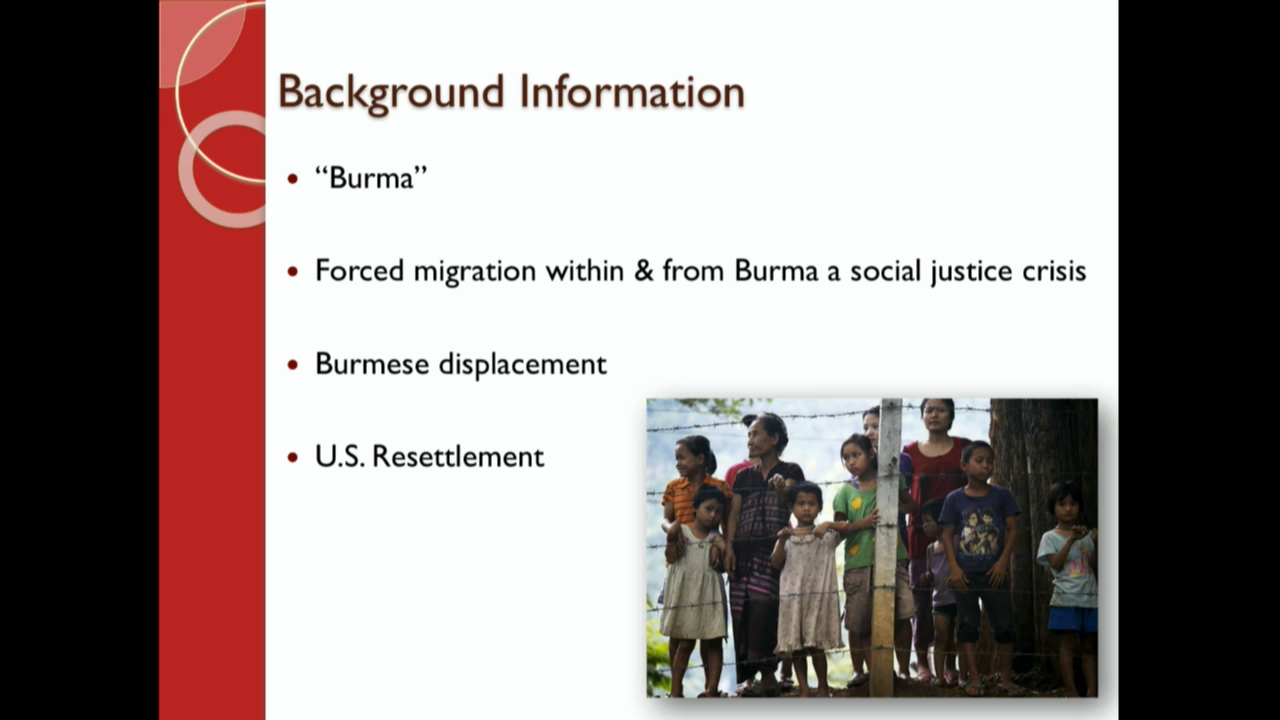 Background Information
• “Burma”
• Forced migration within & from Burma a social justice crisis
• Burmese displacement
• U.S. Resettlement